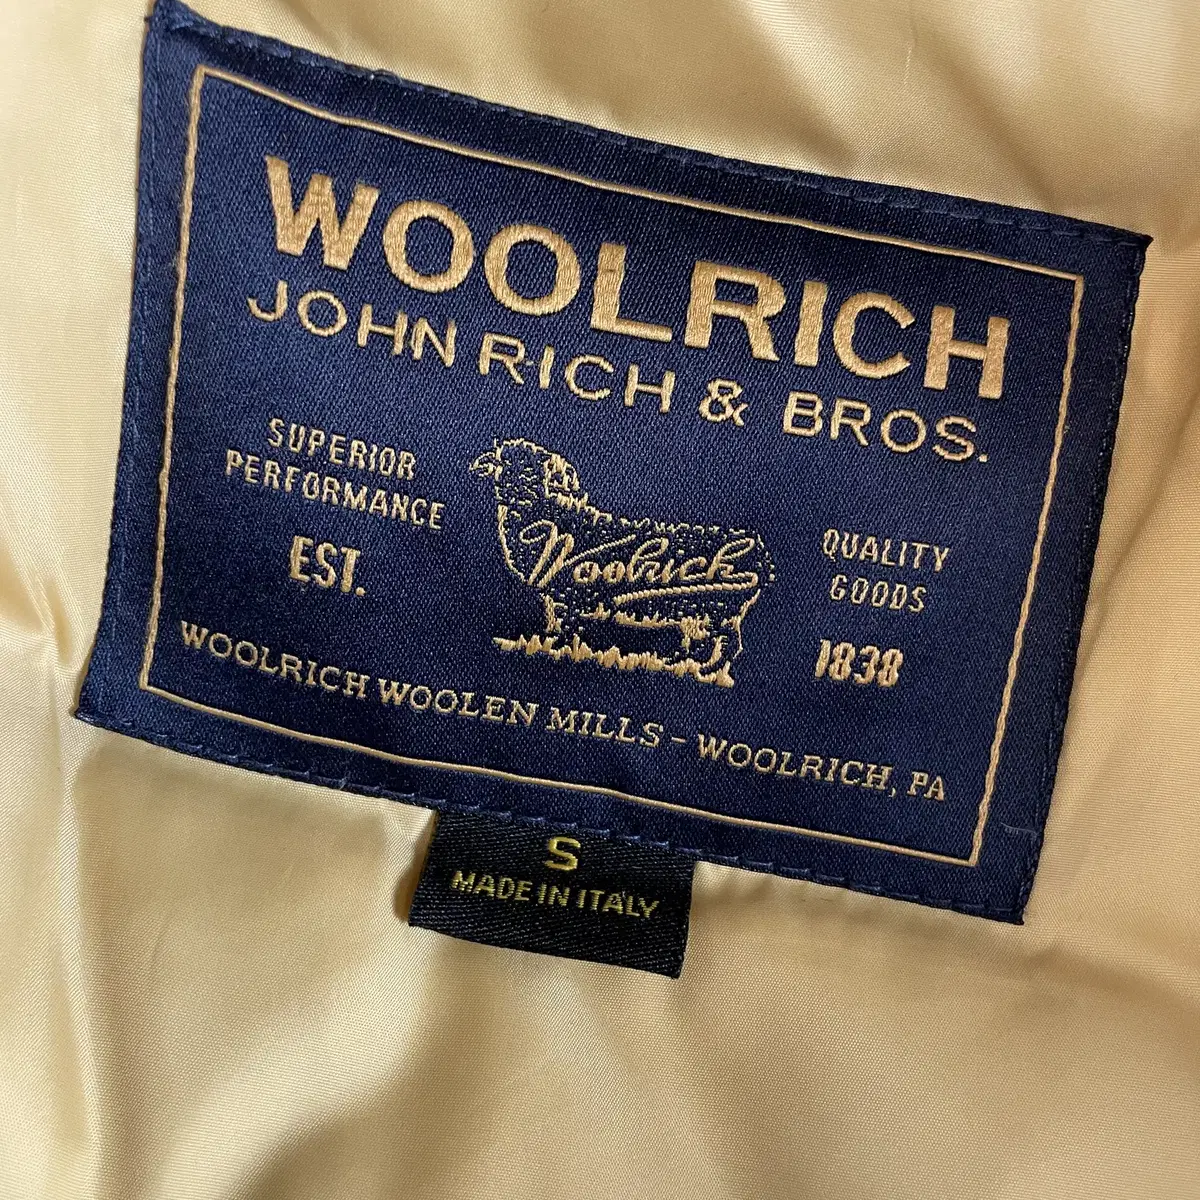 WOOLRICH
JOHN RICH & BROS.
SUPERIOR
PERFORMANCE
EST.
Woolrich
QUALITY
GOODS
1838
WOOLRICH WOOLEN MILLS - WOOLRICH, PA
S
MADE IN ITALY